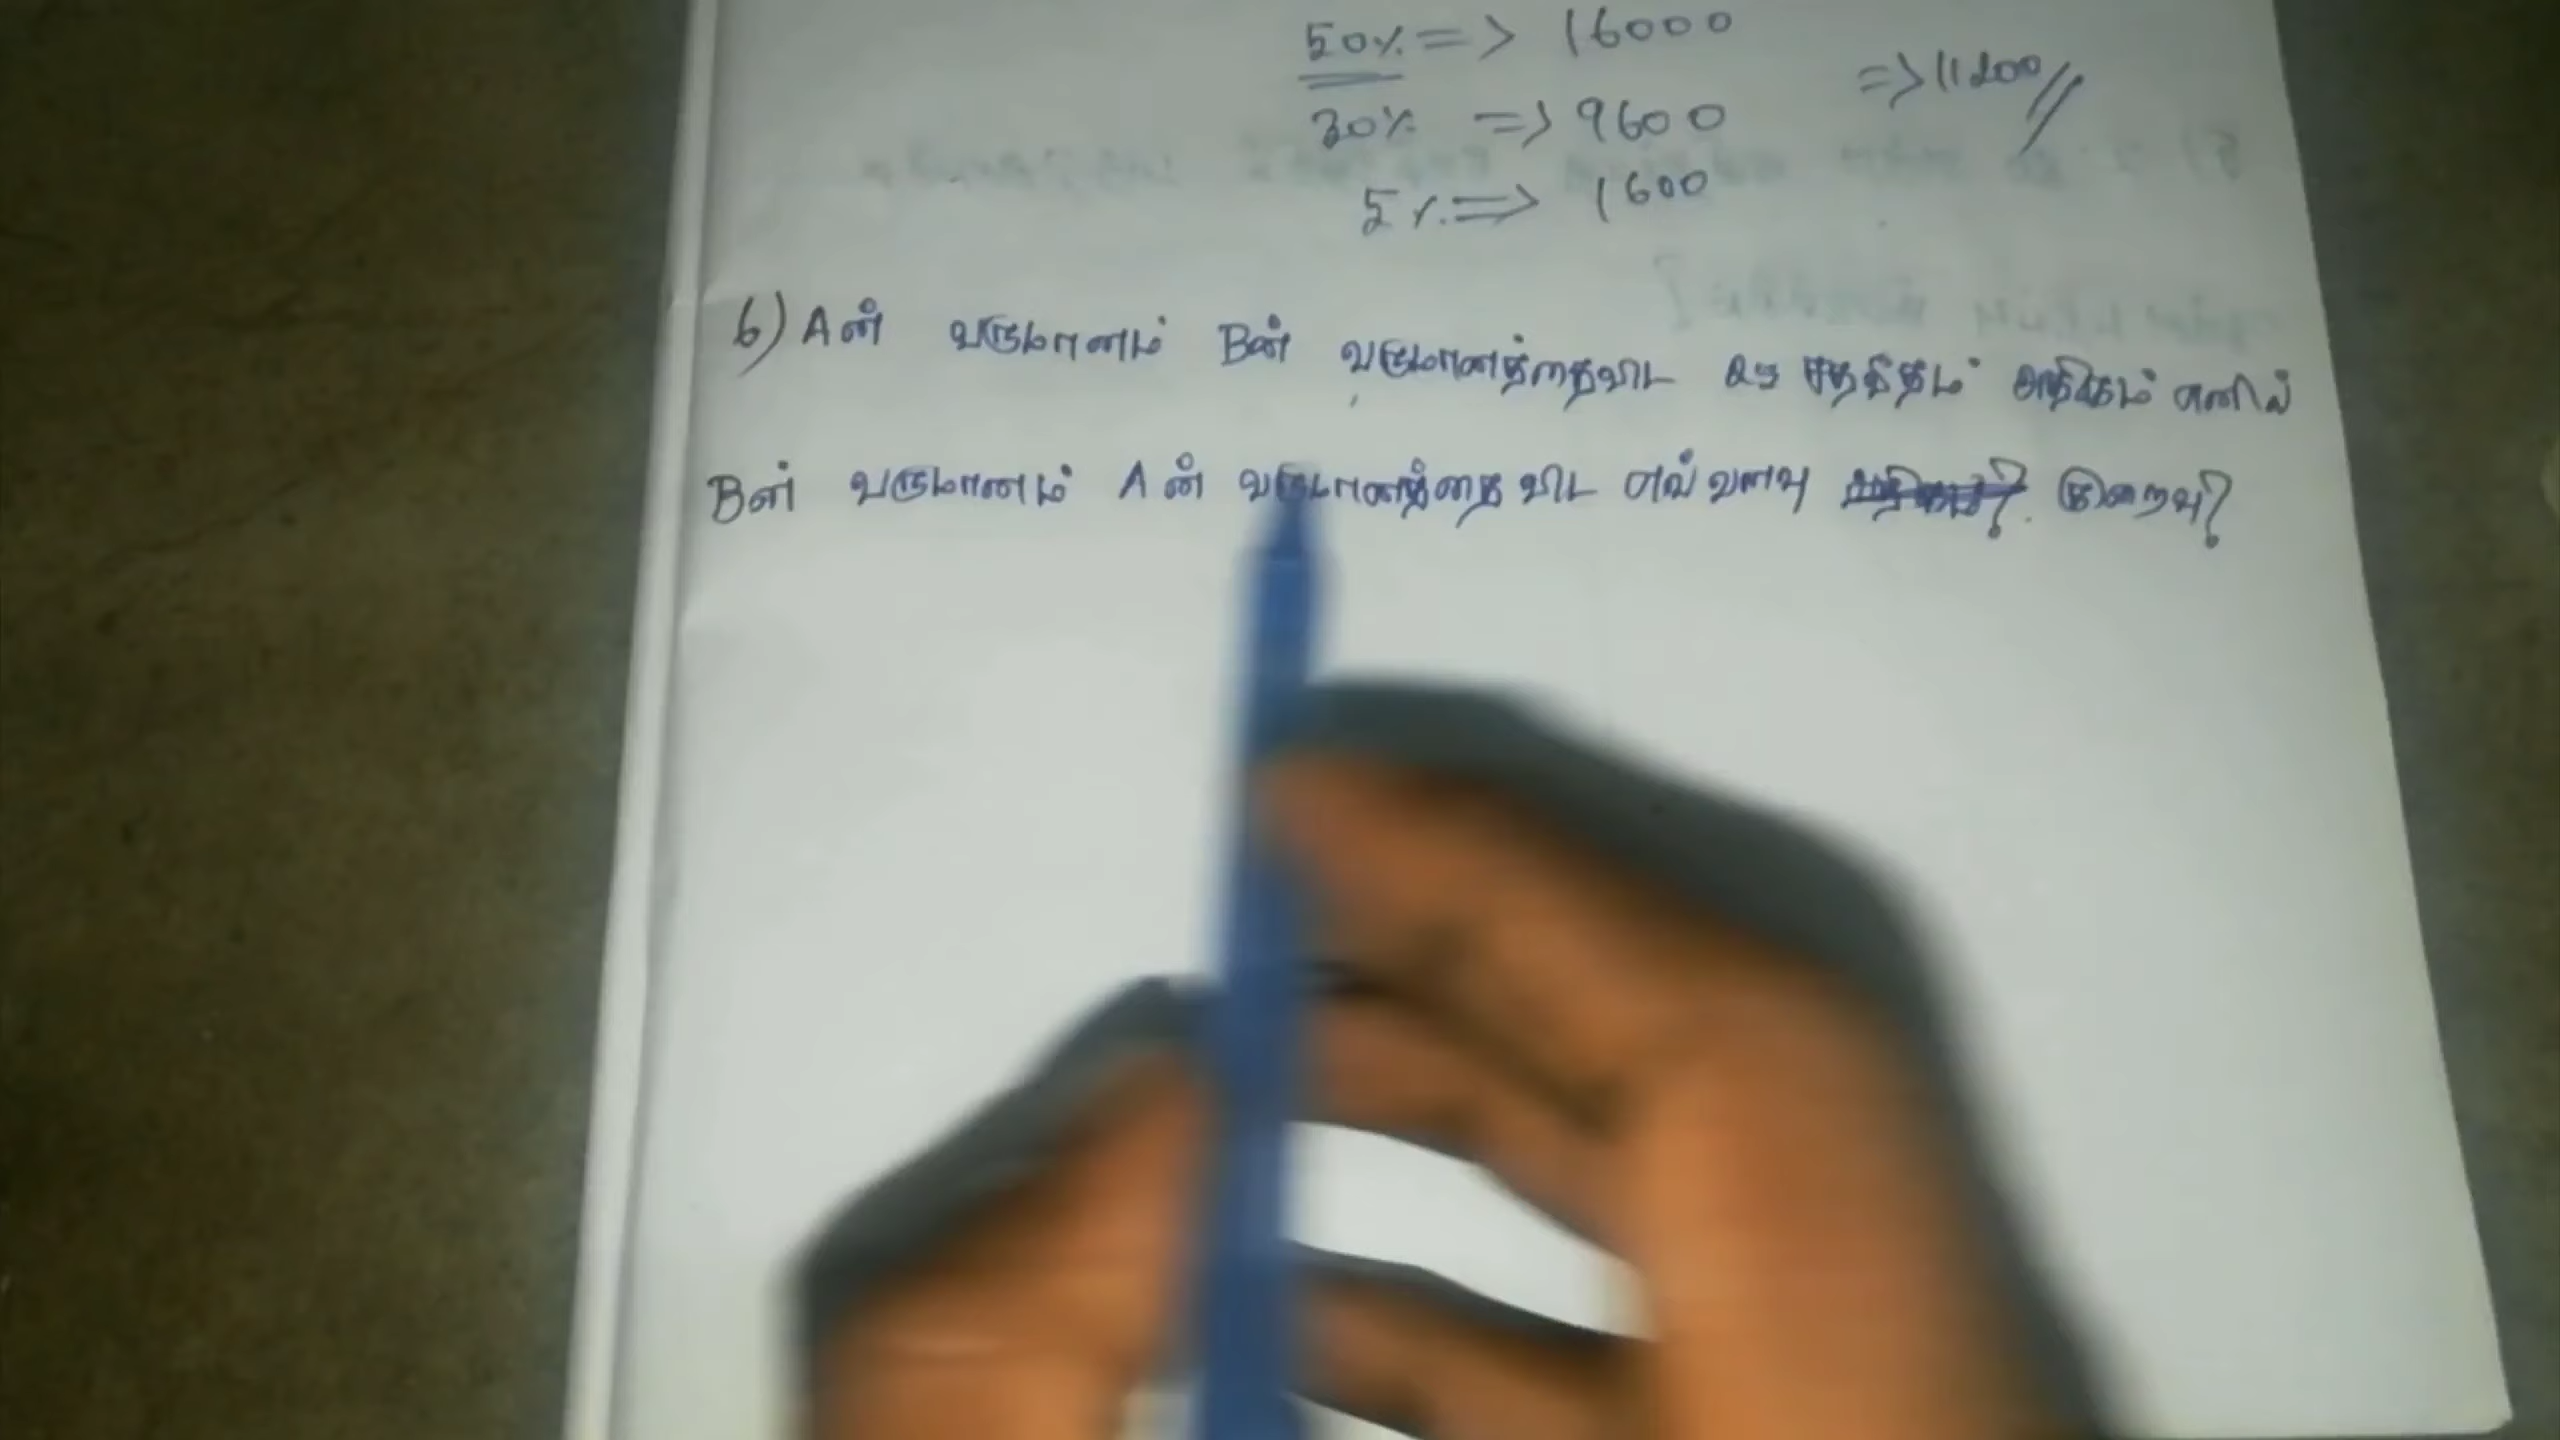 50% => 16000
=> 11200//
30% => 9600
5% => 1600
6) Aன் வருமானம் Bன் வருமானத்தைவிட 25 சதவீதம் அதிகம் எனில்
Bன் வருமானம் Aன் வருமானத்தை விட எவ்வளவு குறைவு?